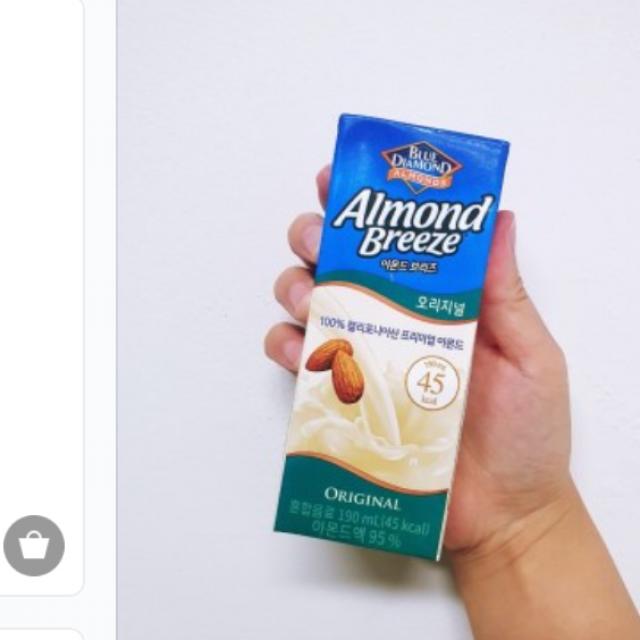 BLUE
DIAMOND
ALMONDS
Almond
Breeze
아몬드 브리즈
오리지널
100% 캘리포니아산 프리미엄 아몬드
190 mL
45
kcal
ORIGINAL
혼합음료 190 mL(45 kcal)
아몬드액 95 %